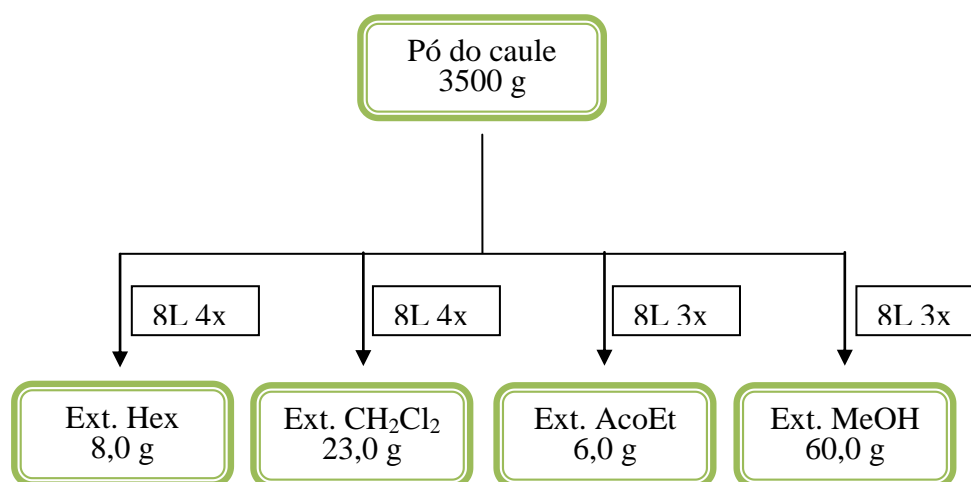 Pó do caule
3500 g
8L 4x
8L 4x
8L 3x
8L 3x
Ext. Hex
8,0 g
Ext. CH₂Cl₂
23,0 g
Ext. AcoEt
6,0 g
Ext. MeOH
60,0 g